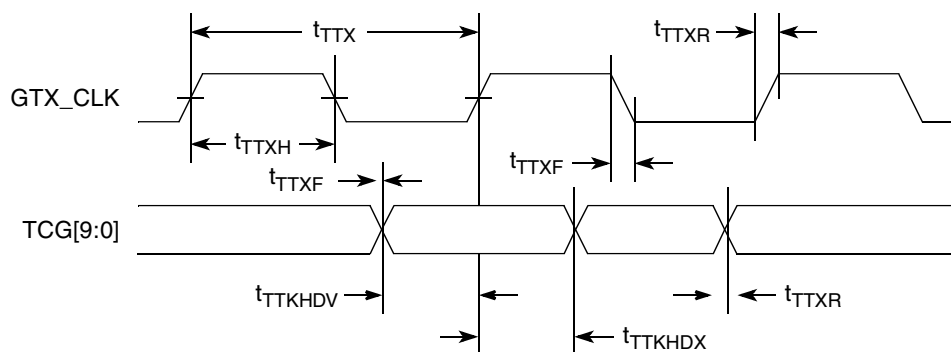 tTTX
tTTXR
GTX_CLK
tTTXH
tTTXF
tTTXF
TCG[9:0]
tTTKHDV
tTTXR
tTTKHDX